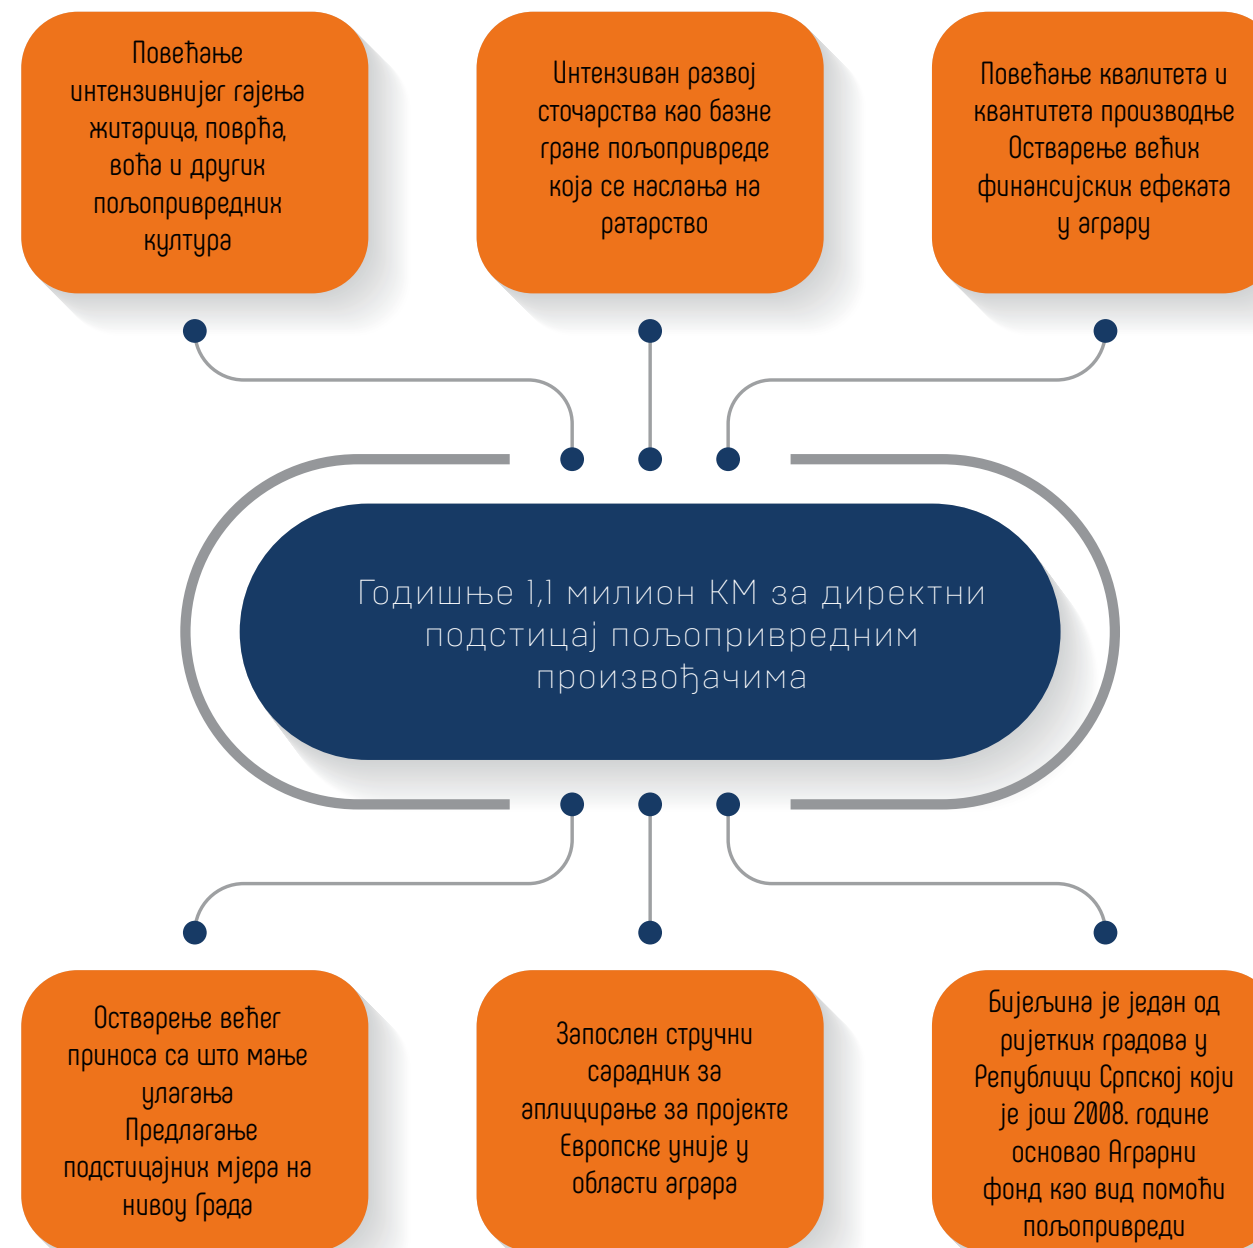 Повећање
интензивнијег гајења
житарица, поврћа,
воћа и других
пољопривредних
култура
Интензиван развој
сточарства као базне
гране пољопривреде
која се наслања на
ратарство
Повећање квалитета и
квантитета производње
Остварење већих
финансијских ефеката
у аграру
Годишње 1,1 милион КМ за директни
подстицај пољопривредним
произвођачима
Остварење већег
приноса са што мање
улагања
Предлагање
подстицајних мјера на
нивоу Града
Запослен стручни
сарадник за
аплицирање за пројекте
Европске уније у
области аграра
Бијељина је један од
ријетких градова у
Републици Српској који
је још 2008. године
основао Аграрни
фонд као вид помоћи
пољопривреди